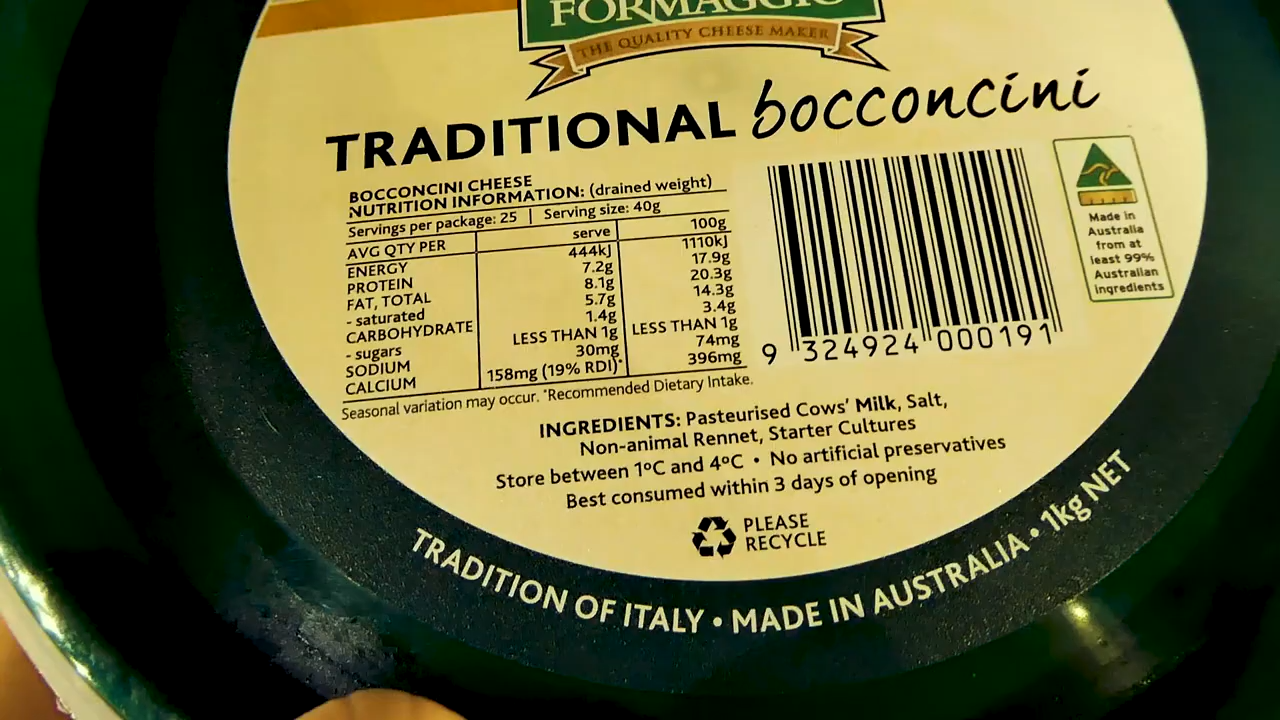 FORMAGGIO
THE QUALITY CHEESE MAKER
TRADITIONAL bocconcini
BOCCONCINI CHEESE
NUTRITION INFORMATION: (drained weight)
Servings per package: 25 | Serving size: 40g
AVG QTY PER serve 100g
ENERGY 444kJ 1110kJ
PROTEIN 7.2g 17.9g
FAT, TOTAL 8.1g 20.3g
- saturated 5.7g 14.3g
CARBOHYDRATE 1.4g 3.4g
- sugars LESS THAN 1g LESS THAN 1g
SODIUM 30mg 74mg
CALCIUM 158mg (19% RDI)* 396mg
Seasonal variation may occur. *Recommended Dietary Intake.
9 324924 000191
Made in
Australia
from at
least 99%
Australian
ingredients
INGREDIENTS: Pasteurised Cows' Milk, Salt,
Non-animal Rennet, Starter Cultures
Store between 1ºC and 4ºC • No artificial preservatives
Best consumed within 3 days of opening
PLEASE
RECYCLE
TRADITION OF ITALY • MADE IN AUSTRALIA • 1kg NET